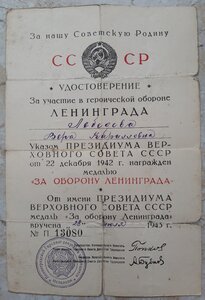 За нашу Советскую Родину
СССР
УДОСТОВЕРЕНИЕ
За участие в героической обороне
ЛЕНИНГРАДА
Вера
Указом ПРЕЗИДИУМА ВЕР-
ХОВНОГО СОВЕТА СССР
от 22 декабря 1942 г. награжден
медалью
«ЗА ОБОРОНУ ЛЕНИНГРАДА»
От имени ПРЕЗИДИУМА
ВЕРХОВНОГО СОВЕТА СССР
медаль «За оборону Ленинграда»
вручена 1943 г.
№ П 13080